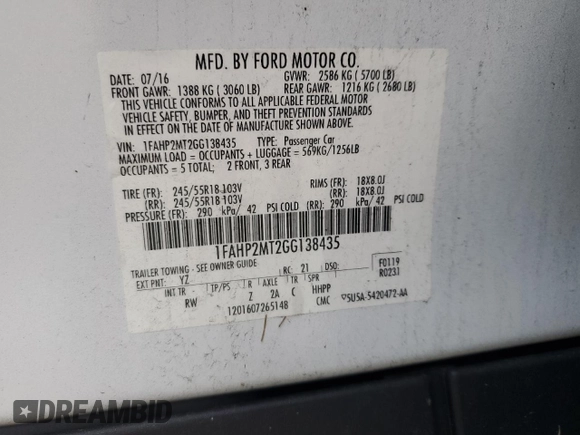 MFD. BY FORD MOTOR CO.
DATE: 07/16 GVWR: 2586 KG ( 5700 LB)
FRONT GAWR: 1388 KG ( 3060 LB) REAR GAWR: 1216 KG ( 2680 LB)
THIS VEHICLE CONFORMS TO ALL APPLICABLE FEDERAL MOTOR
VEHICLE SAFETY, BUMPER, AND THEFT PREVENTION STANDARDS
IN EFFECT ON THE DATE OF MANUFACTURE SHOWN ABOVE.
VIN: 1FAHP2MT2GG138435 TYPE: Passenger Car
MAXIMUM LOAD = OCCUPANTS + LUGGAGE = 569KG/1256LB
OCCUPANTS = 5 TOTAL: 2 FRONT, 3 REAR
TIRE (FR): 245/55R18 103V RIMS (FR): 18X8.0J
(RR): 245/55R18 103V (RR): 18X8.0J
PRESSURE (FR): 290 kPa/ 42 PSI COLD (RR): 290 kPa/ 42 PSI COLD
1FAHP2MT2GG138435
TRAILER TOWING - SEE OWNER GUIDE
EXT PNT: YZ RC: 21 DSO: F0119
INT TR TP/PS R AXLE TR SPR R0231
RW Z 2A C HHPP
1201607265148 CMC 5U5A-5420472-AA
DREAMBID